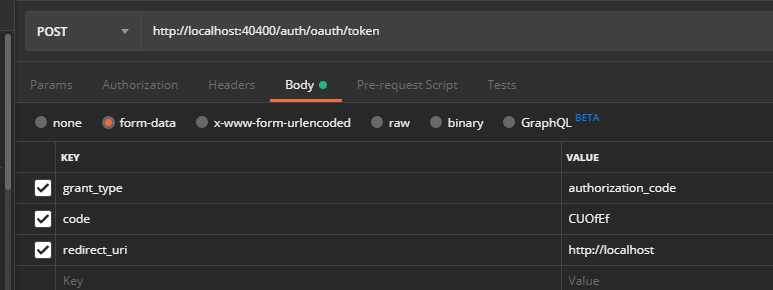 POST http://localhost:40400/auth/oauth/token
Params Authorization Headers Body Pre-request Script Tests
none form-data x-www-form-urlencoded raw binary GraphQL BETA
KEY VALUE
grant_type authorization_code
code CUOfEf
redirect_uri http://localhost
Key Value